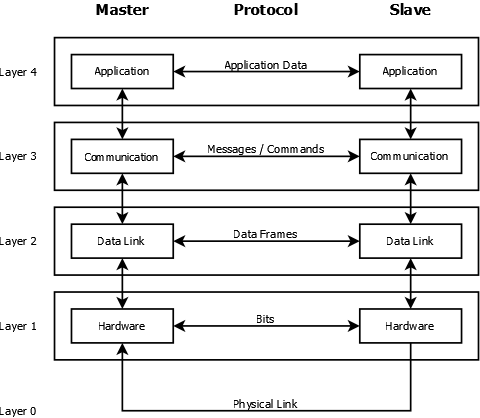 Master Protocol Slave
Layer 4 Application Application Data Application
Layer 3 Communication Messages / Commands Communication
Layer 2 Data Link Data Frames Data Link
Layer 1 Hardware Bits Hardware
Layer 0 Physical Link